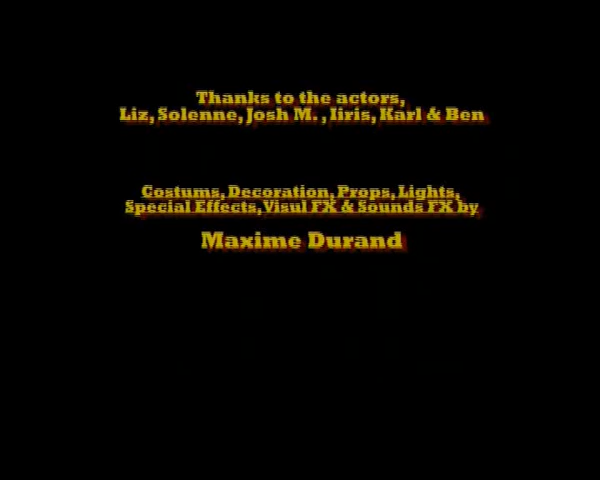 Thanks to the actors,
Liz, Solenne, Josh M. , Iiris, Karl & Ben
Costums, Decoration, Props, Lights,
Special Effects, Visul FX & Sounds FX by
Maxime Durand